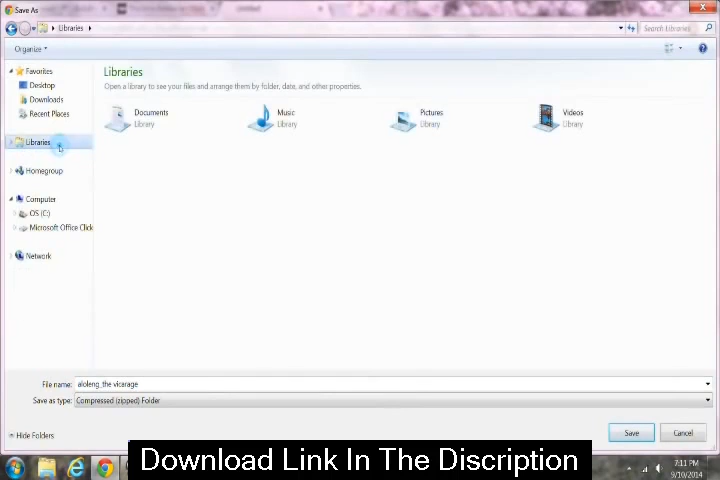 Save As
Libraries
Search Libraries
Organize
Favorites
Desktop
Downloads
Recent Places
Libraries
Homegroup
Computer
OS (C:)
Microsoft Office Click
Network
Libraries
Open a library to see your files and arrange them by folder, date, and other properties.
Documents
Library
Music
Library
Pictures
Library
Videos
Library
File name: aloleng_the vicarage
Save as type: Compressed (zipped) Folder
Hide Folders
Save
Cancel
Download Link In The Discription
7:11 PM
9/10/2014